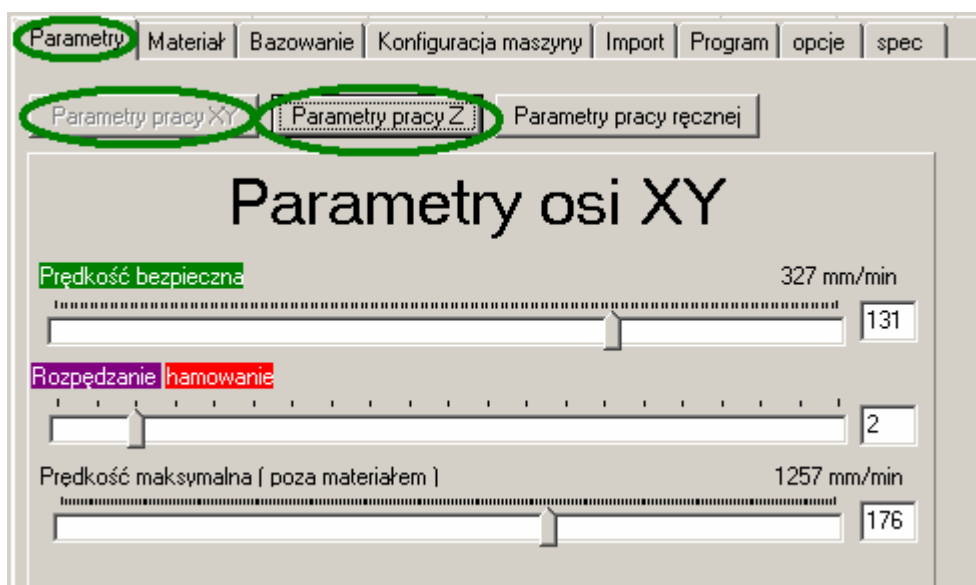 Parametry Materiał Bazowanie Konfiguracja maszyny Import Program opcje spec
Parametry pracy XY Parametry pracy Z Parametry pracy ręcznej
Parametry osi XY
Prędkość bezpieczna 327 mm/min
131
Rozpędzanie hamowanie
2
Prędkość maksymalna ( poza materiałem ) 1257 mm/min
176